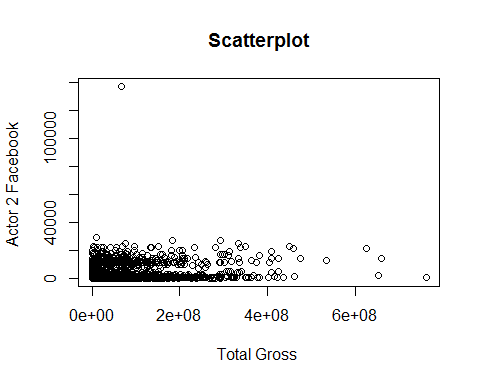 Scatterplot
Actor 2 Facebook
100000
40000
0
0e+00 2e+08 4e+08 6e+08
Total Gross